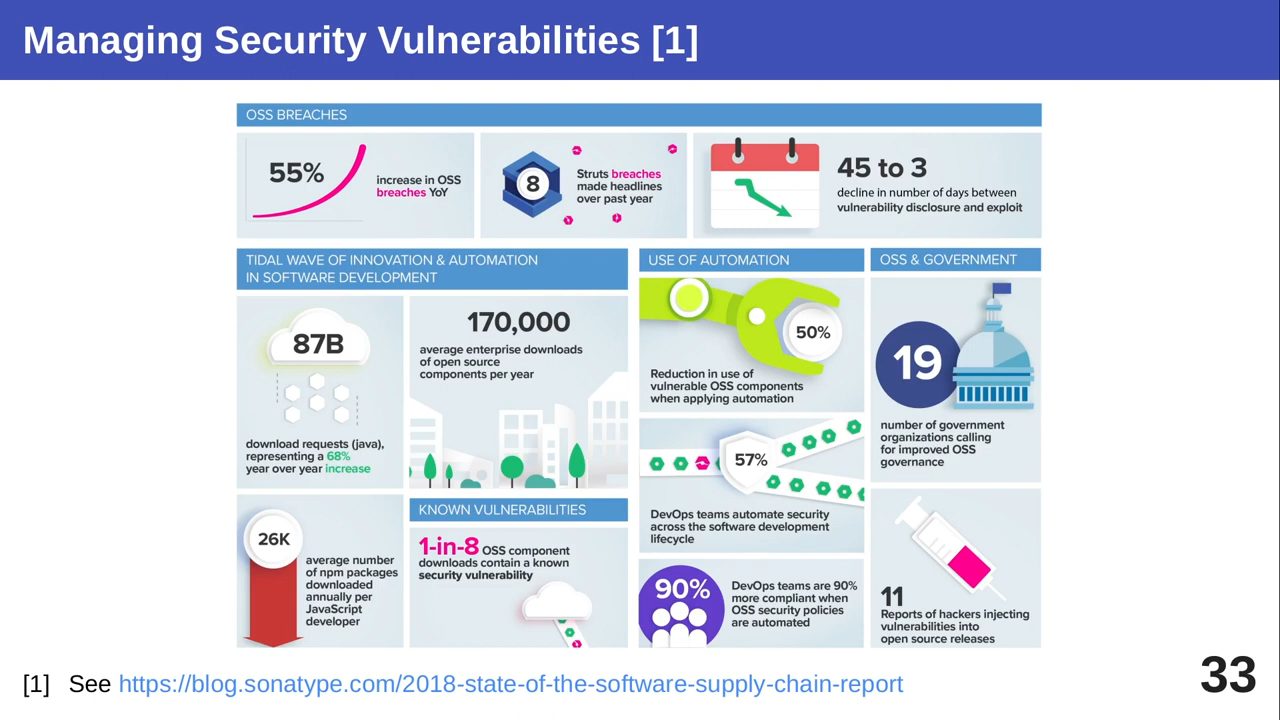 Managing Security Vulnerabilities [1]
OSS BREACHES
55%
increase in OSS
breaches YoY
8
Struts breaches
made headlines
over past year
45 to 3
decline in number of days between
vulnerability disclosure and exploit
TIDAL WAVE OF INNOVATION & AUTOMATION
IN SOFTWARE DEVELOPMENT
87B
download requests (java),
representing a 68%
year over year increase
170,000
average enterprise downloads
of open source
components per year
26K
average number
of npm packages
downloaded
annually per
JavaScript
developer
KNOWN VULNERABILITIES
1-in-8 OSS component
downloads contain a known
security vulnerability
USE OF AUTOMATION
50%
Reduction in use of
vulnerable OSS components
when applying automation
57%
DevOps teams automate security
across the software development
lifecycle
90%
DevOps teams are 90%
more compliant when
OSS security policies
are automated
OSS & GOVERNMENT
19
number of government
organizations calling
for improved OSS
governance
11
Reports of hackers injecting
vulnerabilities into
open source releases
[1] See https://blog.sonatype.com/2018-state-of-the-software-supply-chain-report
33